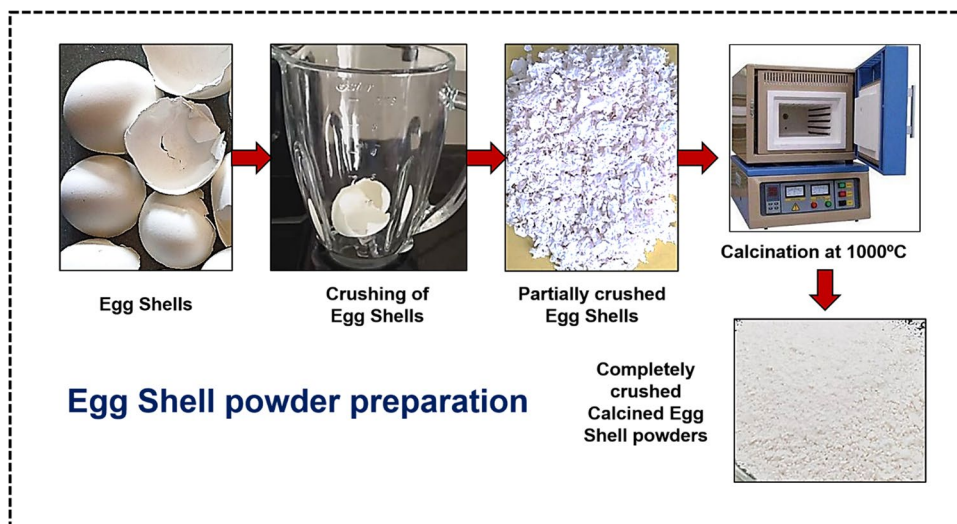 Egg Shells
Crushing of
Egg Shells
Partially crushed
Egg Shells
Calcination at 1000ºC
Completely
crushed
Calcined Egg
Shell powders
Egg Shell powder preparation